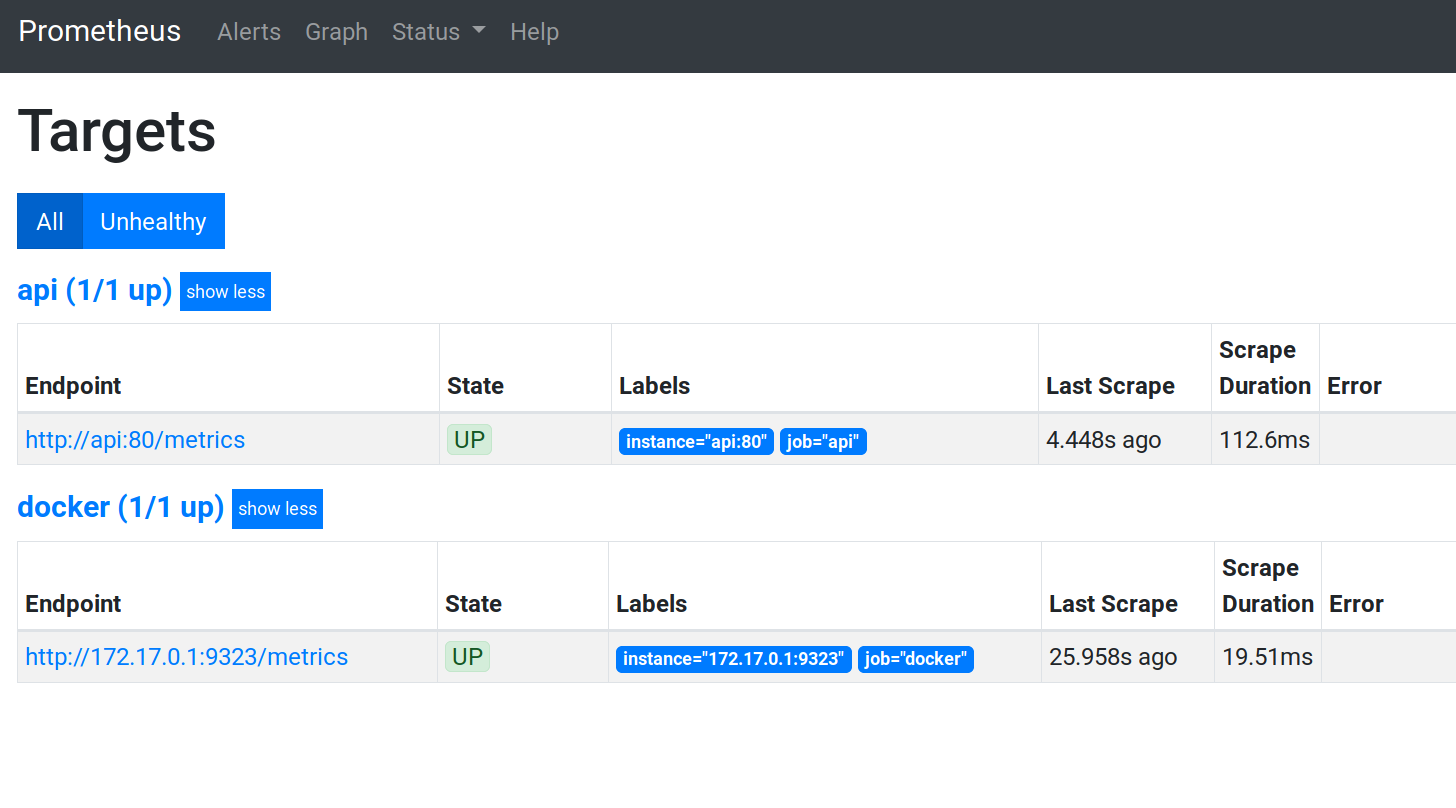 Prometheus Alerts Graph Status Help
Targets
All Unhealthy
api (1/1 up) show less
Endpoint State Labels Last Scrape Scrape Duration Error
http://api:80/metrics UP instance="api:80" job="api" 4.448s ago 112.6ms
docker (1/1 up) show less
Endpoint State Labels Last Scrape Scrape Duration Error
http://172.17.0.1:9323/metrics UP instance="172.17.0.1:9323" job="docker" 25.958s ago 19.51ms